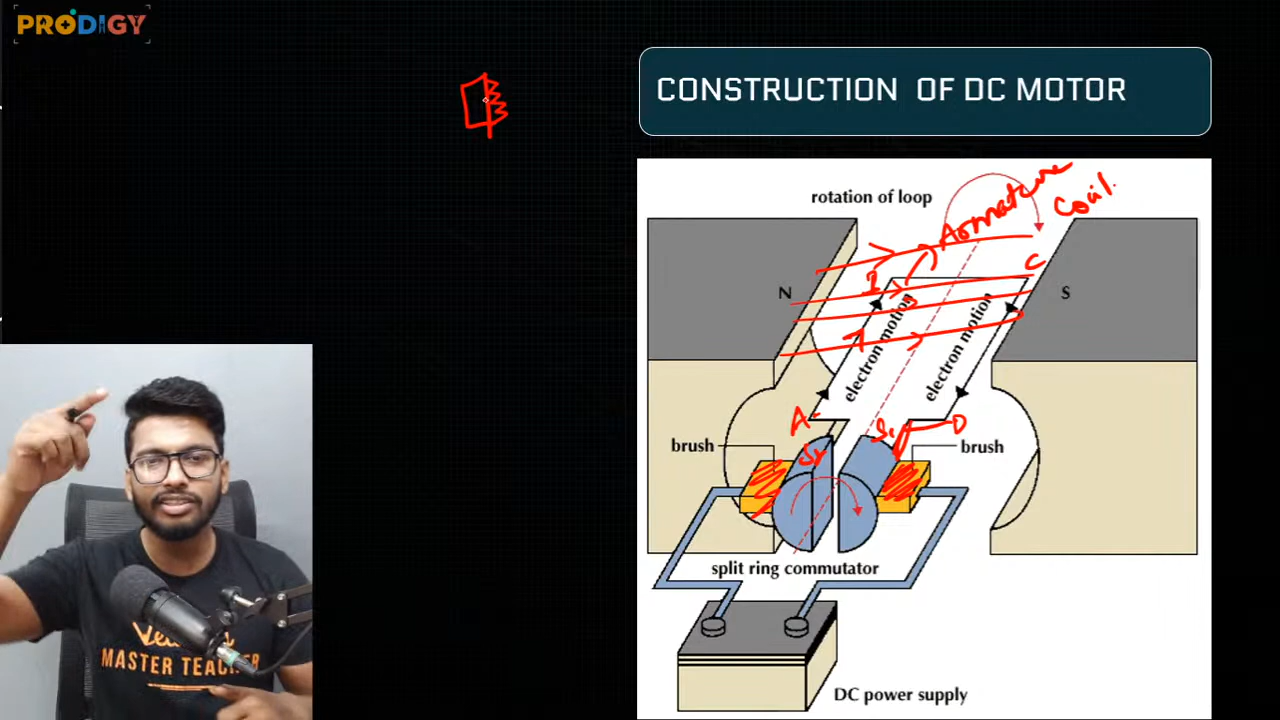 PRODIGY
CONSTRUCTION OF DC MOTOR
rotation of loop
Armature
Coil.
N
S
I
C
electron motion
electron motion
A
D
S1
brush
brush
split ring commutator
DC power supply
MASTER TEACHER